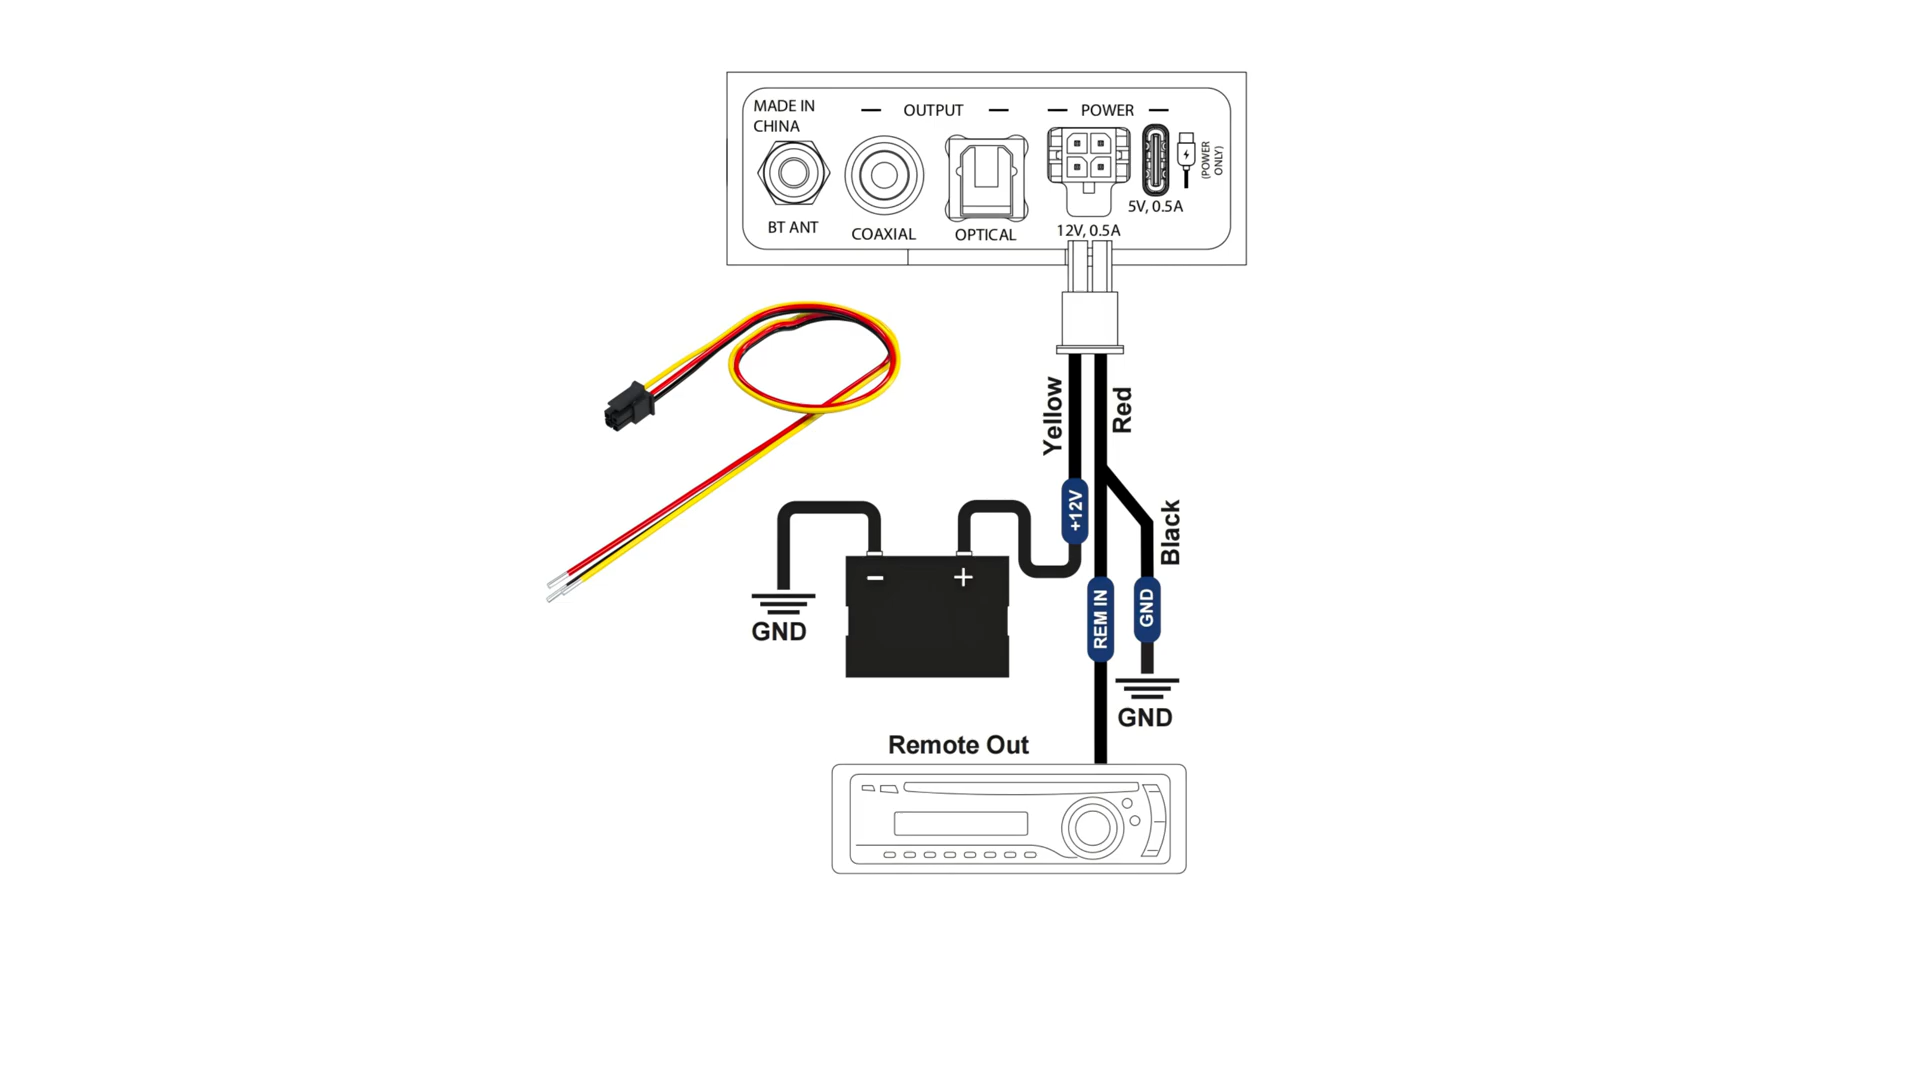 MADE IN
CHINA
OUTPUT
POWER
BT ANT
COAXIAL
OPTICAL
12V, 0.5A
5V, 0.5A
(POWER
ONLY)
Yellow
Red
Black
+12V
REM IN
GND
GND
GND
− +
Remote Out